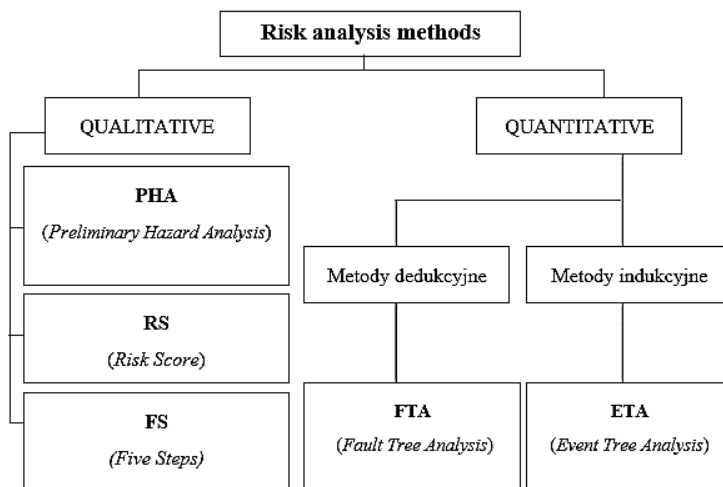 Risk analysis methods
QUALITATIVE
QUANTITATIVE
PHA
(Preliminary Hazard Analysis)
RS
(Risk Score)
FS
(Five Steps)
Metody dedukcyjne
Metody indukcyjne
FTA
(Fault Tree Analysis)
ETA
(Event Tree Analysis)